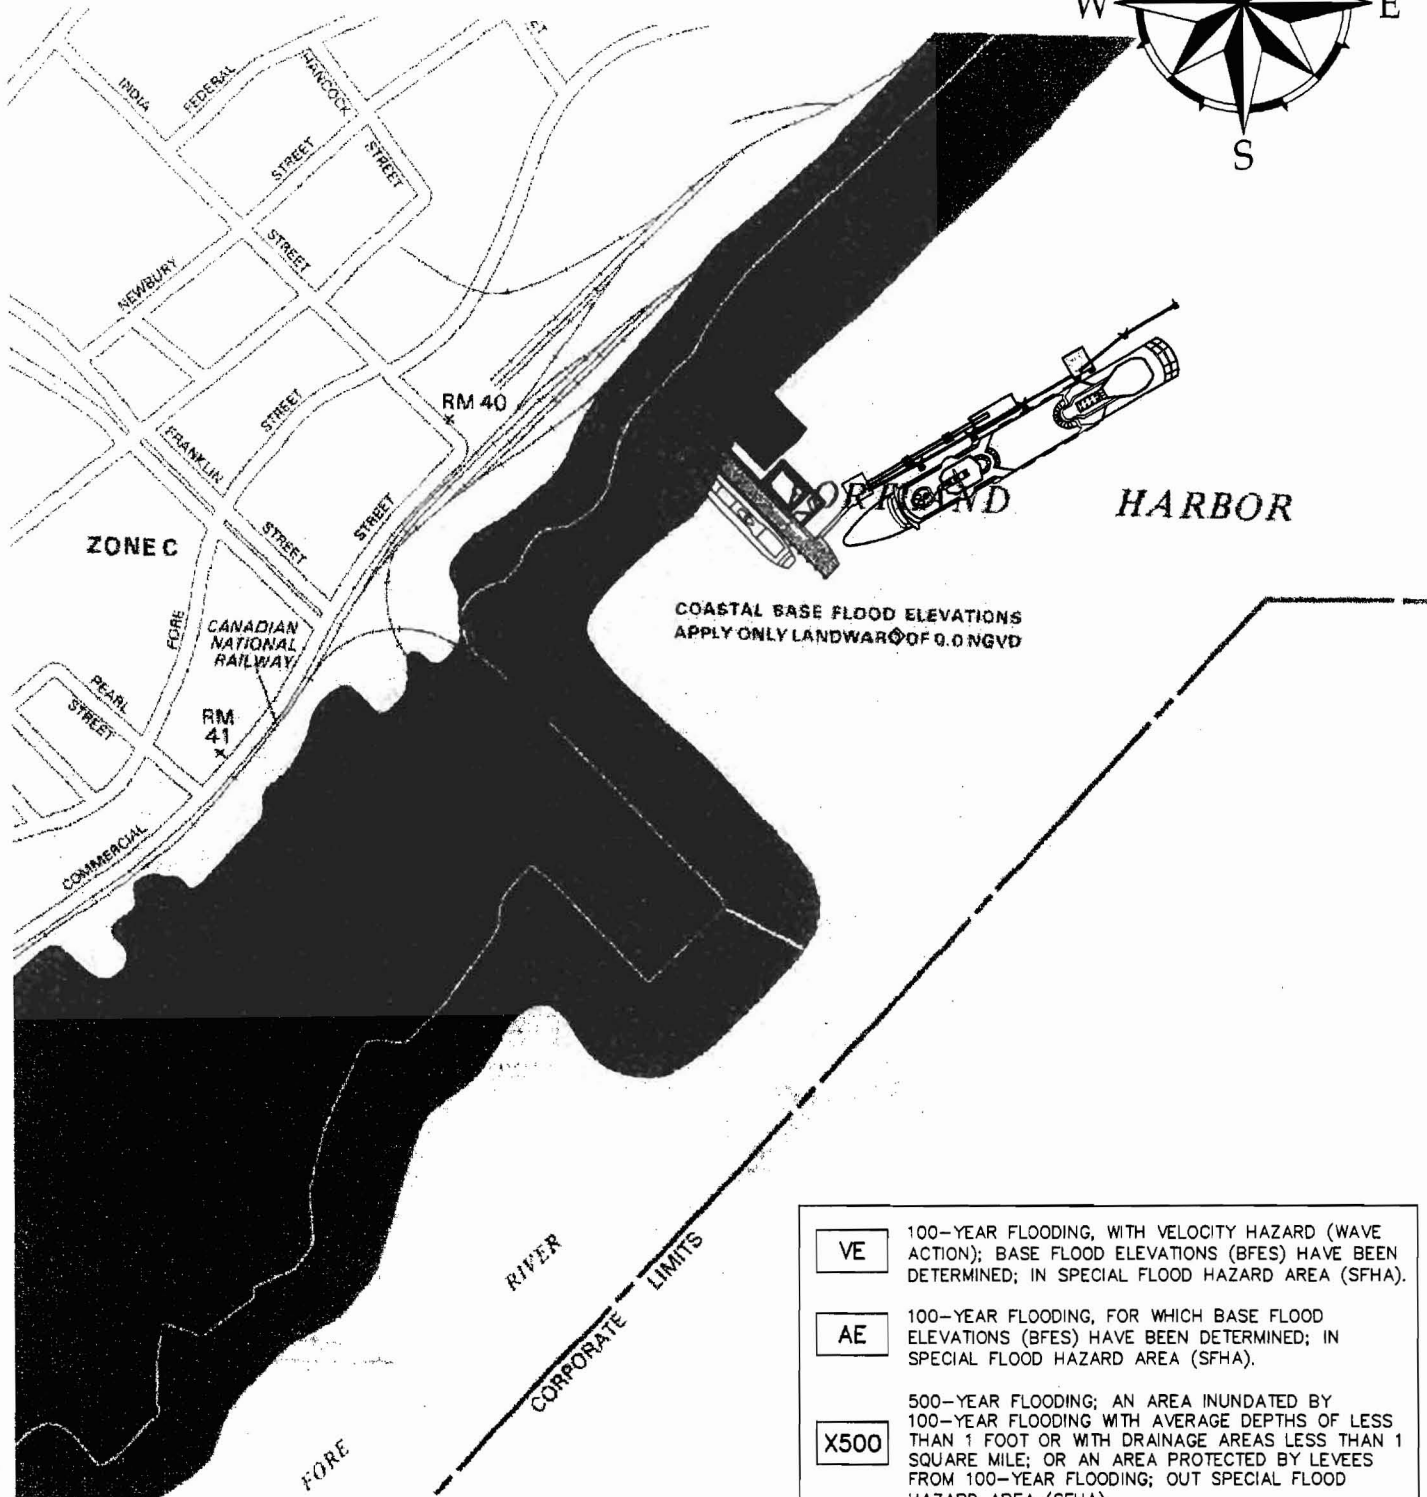 W
E
S
ST.
INDIA
FEDERAL
HANCOCK
STREET
STREET
STREET
NEWBURY
RM 40
STREET
FRANKLIN
STREET
STREET
PORTLAND HARBOR
ZONE C
COASTAL BASE FLOOD ELEVATIONS
APPLY ONLY LANDWARD OF 0.0 NGVD
FORE
CANADIAN
NATIONAL
RAILWAY
PEARL
STREET
RM
41
COMMERCIAL
RIVER
LIMITS
CORPORATE
FORE
VE
100-YEAR FLOODING, WITH VELOCITY HAZARD (WAVE
ACTION); BASE FLOOD ELEVATIONS (BFES) HAVE BEEN
DETERMINED; IN SPECIAL FLOOD HAZARD AREA (SFHA).
AE
100-YEAR FLOODING, FOR WHICH BASE FLOOD
ELEVATIONS (BFES) HAVE BEEN DETERMINED; IN
SPECIAL FLOOD HAZARD AREA (SFHA).
X500
500-YEAR FLOODING; AN AREA INUNDATED BY
100-YEAR FLOODING WITH AVERAGE DEPTHS OF LESS
THAN 1 FOOT OR WITH DRAINAGE AREAS LESS THAN 1
SQUARE MILE; OR AN AREA PROTECTED BY LEVEES
FROM 100-YEAR FLOODING; OUT SPECIAL FLOOD
HAZARD AREA (SFHA)